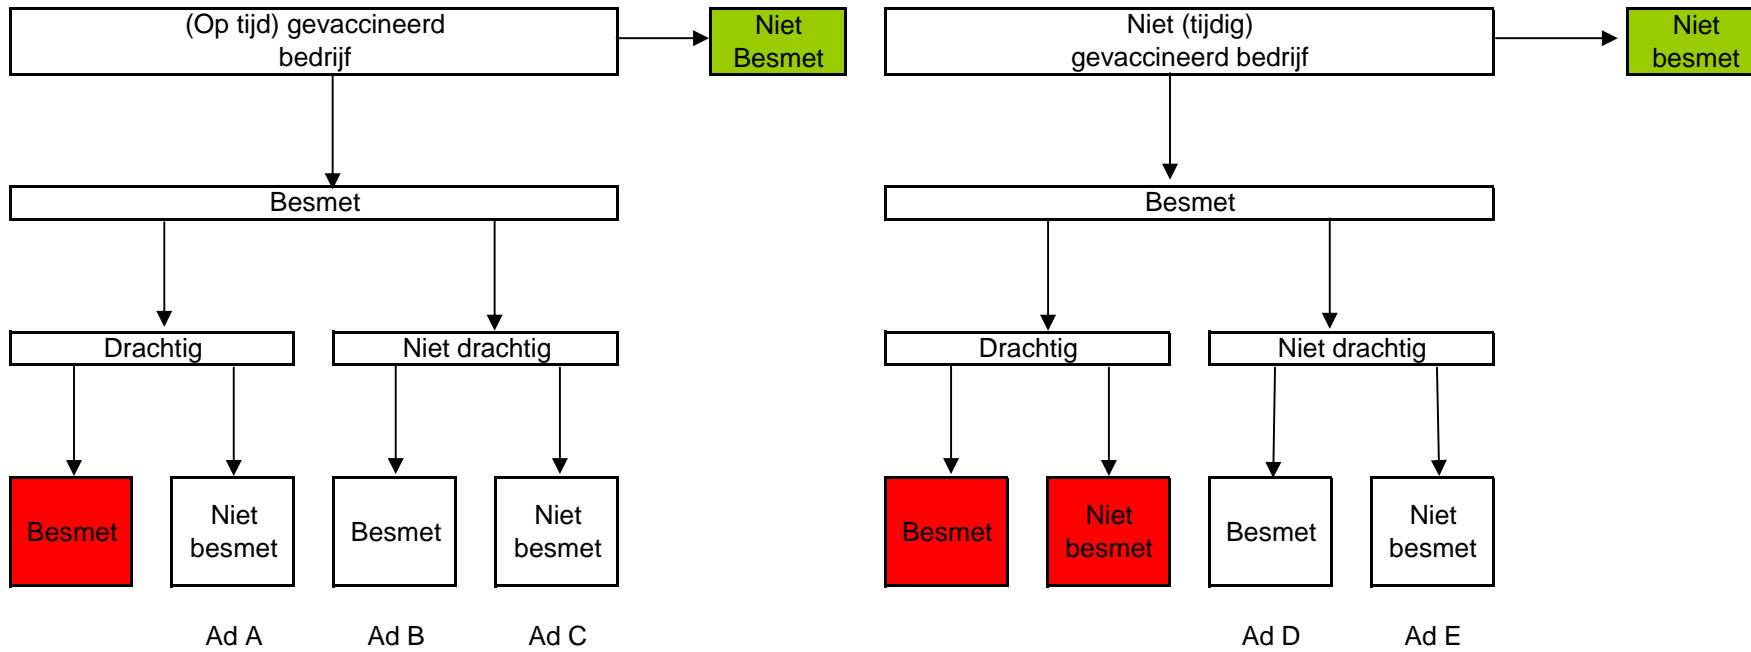 (Op tijd) gevaccineerd
bedrijf
Niet
Besmet
Niet (tijdig)
gevaccineerd bedrijf
Niet
besmet
Besmet
Besmet
Drachtig
Niet drachtig
Drachtig
Niet drachtig
Besmet
Niet
besmet
Besmet
Niet
besmet
Besmet
Niet
besmet
Besmet
Niet
besmet
Ad A
Ad B
Ad C
Ad D
Ad E